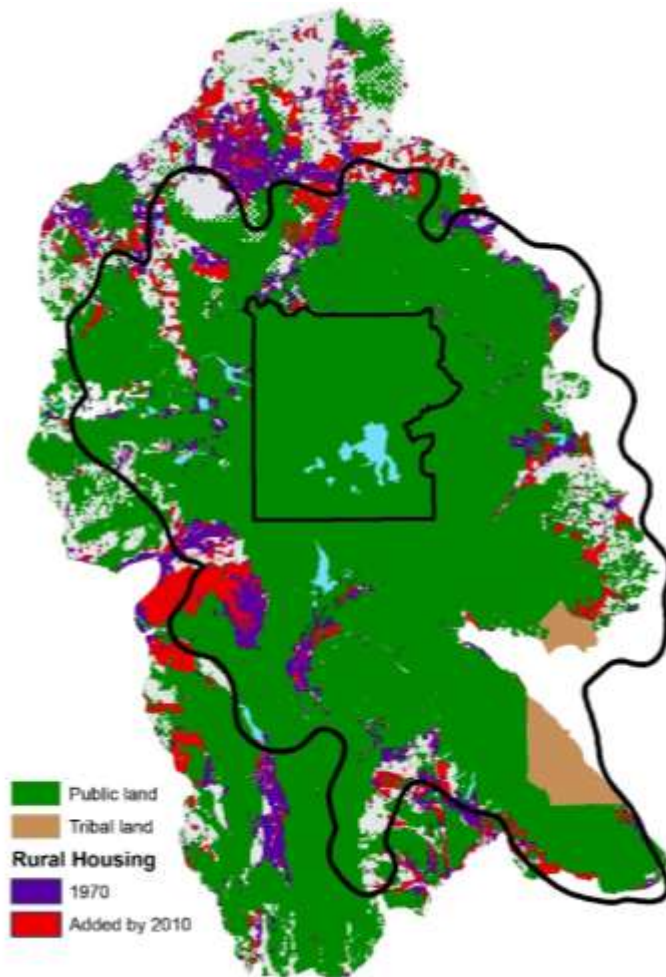 Public land
Tribal land
Rural Housing
1970
Added by 2010